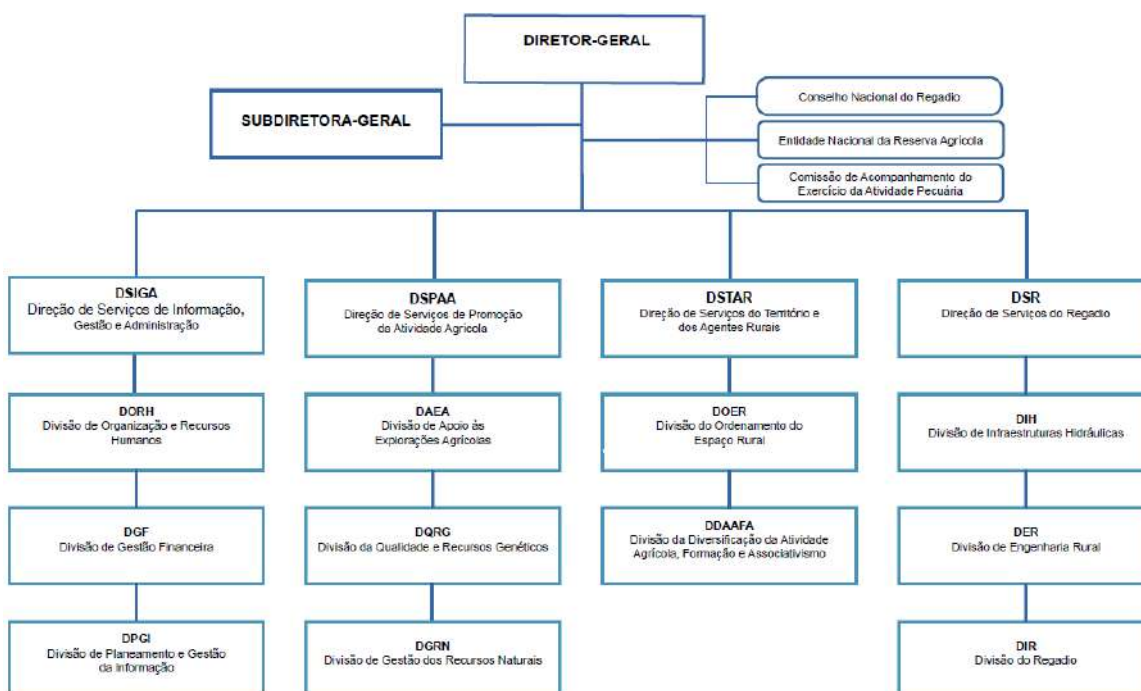 DIRETOR-GERAL
SUBDIRETORA-GERAL
Conselho Nacional do Regadio
Entidade Nacional da Reserva Agrícola
Comissão de Acompanhamento do
Exercício da Atividade Pecuária
DSIGA
Direção de Serviços de Informação,
Gestão e Administração
DSPAA
Direção de Serviços de Promoção
da Atividade Agrícola
DSTAR
Direção de Serviços do Território e
dos Agentes Rurais
DSR
Direção de Serviços do Regadio
DORH
Divisão de Organização e Recursos
Humanos
DAEA
Divisão de Apoio às
Explorações Agrícolas
DOER
Divisão do Ordenamento do
Espaço Rural
DIH
Divisão de Infraestruturas Hidráulicas
DGF
Divisão de Gestão Financeira
DQRG
Divisão da Qualidade e Recursos Genéticos
DDAAFA
Divisão da Diversificação da Atividade
Agrícola, Formação e Associativismo
DER
Divisão de Engenharia Rural
DPGI
Divisão de Planeamento e Gestão
da Informação
DGRN
Divisão de Gestão dos Recursos Naturais
DIR
Divisão do Regadio